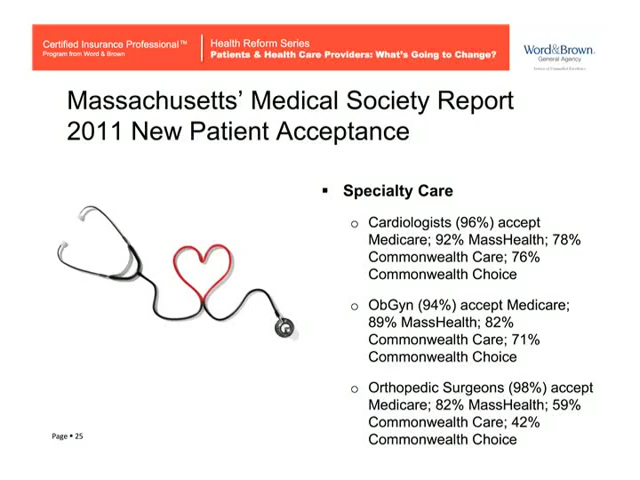 Certified Insurance Professional™
Program from Word & Brown
Health Reform Series
Patients & Health Care Providers: What's Going to Change?
Word&Brown.
General Agency
Massachusetts' Medical Society Report
2011 New Patient Acceptance
▪ Specialty Care
o Cardiologists (96%) accept
Medicare; 92% MassHealth; 78%
Commonwealth Care; 76%
Commonwealth Choice
o ObGyn (94%) accept Medicare;
89% MassHealth; 82%
Commonwealth Care; 71%
Commonwealth Choice
o Orthopedic Surgeons (98%) accept
Medicare; 82% MassHealth; 59%
Commonwealth Care; 42%
Commonwealth Choice
Page ▪ 25